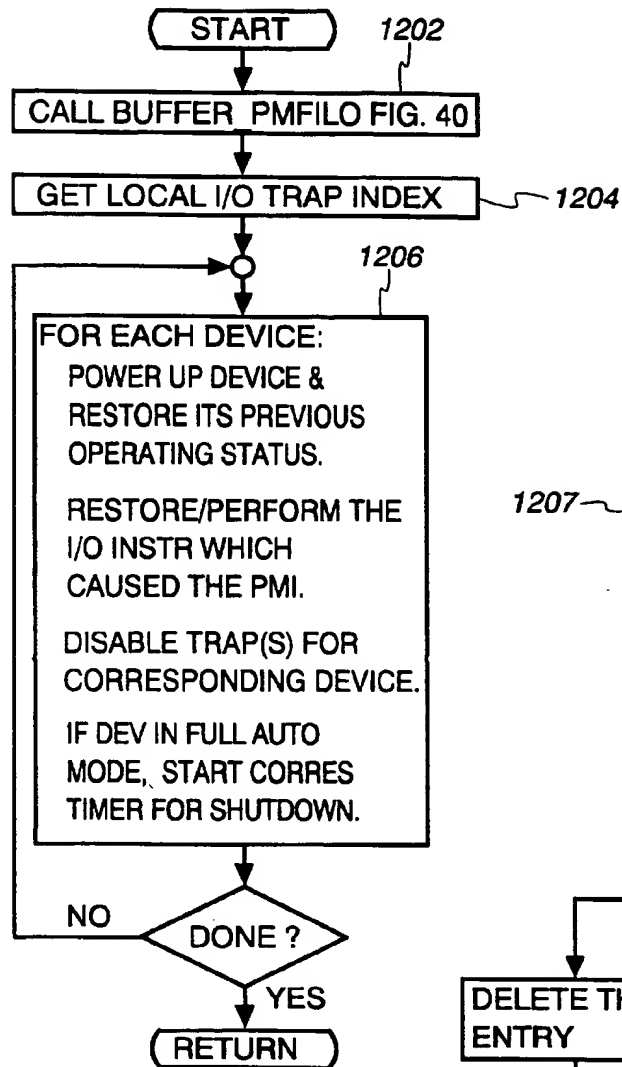 START
1202
CALL BUFFER PMFILO FIG. 40
GET LOCAL I/O TRAP INDEX
1204
1206
FOR EACH DEVICE:
POWER UP DEVICE &
RESTORE ITS PREVIOUS
OPERATING STATUS.
RESTORE/PERFORM THE
I/O INSTR WHICH
CAUSED THE PMI.
DISABLE TRAP(S) FOR
CORRESPONDING DEVICE.
IF DEV IN FULL AUTO
MODE, START CORRES
TIMER FOR SHUTDOWN.
1207
NO
DONE ?
YES
RETURN
DELETE TH
ENTRY